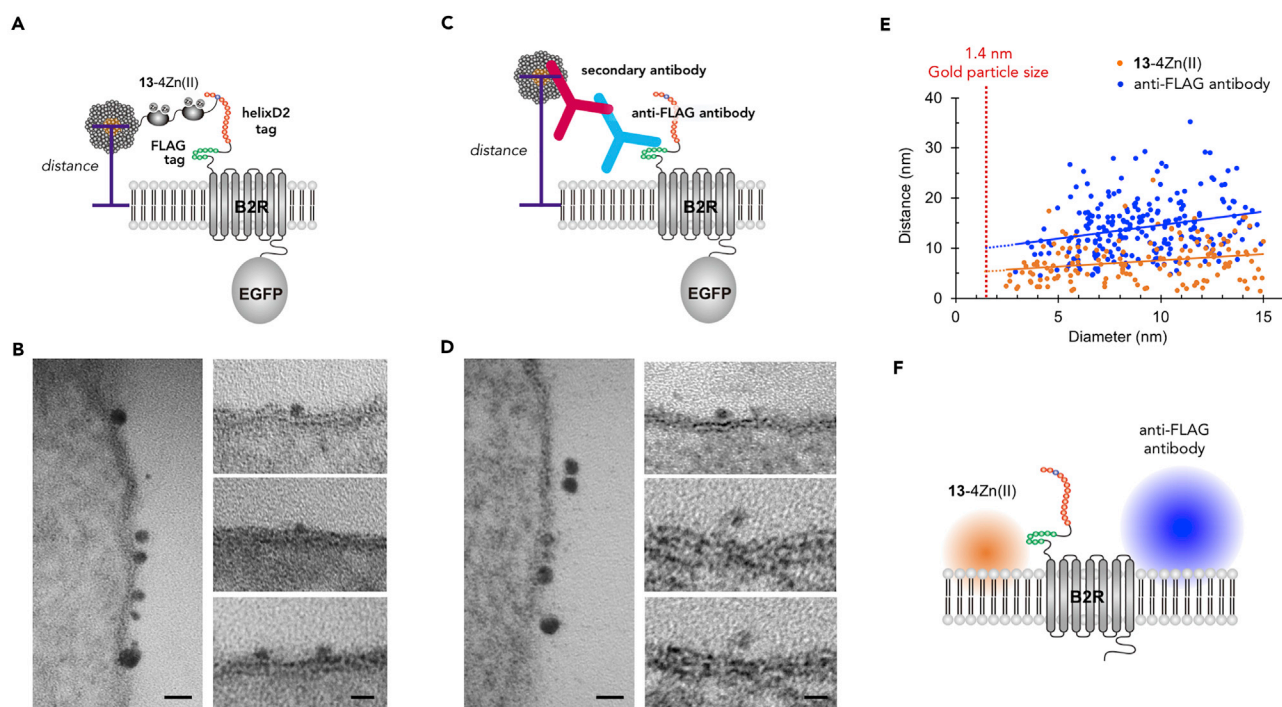 A
13-4Zn(II)
helixD2
tag
FLAG
tag
distance
B2R
EGFP
B
C
secondary antibody
anti-FLAG antibody
distance
B2R
EGFP
D
E
1.4 nm
Gold particle size
13-4Zn(II)
anti-FLAG antibody
40
30
20
10
0
Distance (nm)
0
5
10
15
Diameter (nm)
F
anti-FLAG
antibody
13-4Zn(II)
B2R